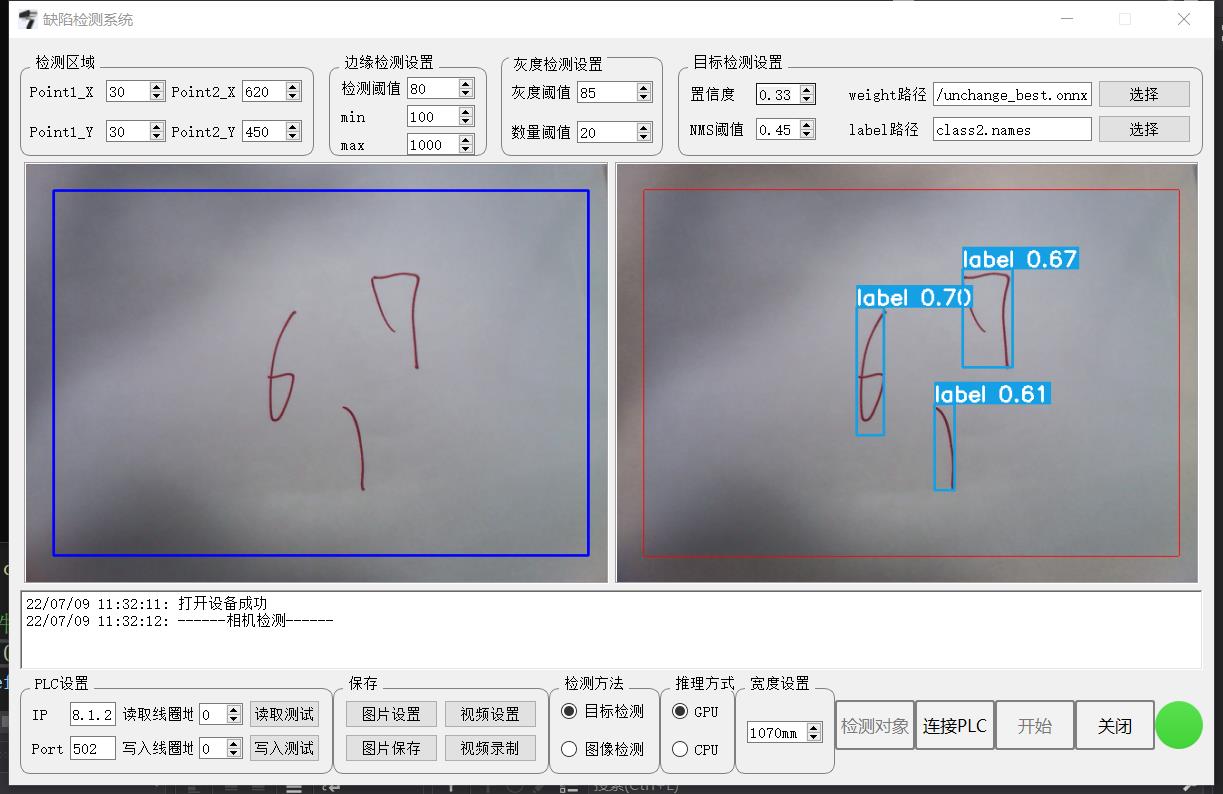 缺陷检测系统
检测区域
Point1_X 30 Point2_X 620
Point1_Y 30 Point2_Y 450
边缘检测设置
检测阈值 80
min 100
max 1000
灰度检测设置
灰度阈值 85
数量阈值 20
目标检测设置
置信度 0.33 weight路径 /unchange_best.onnx 选择
NMS阈值 0.45 label路径 class2.names 选择
7
6
1
label 0.67
label 0.70
7
6
label 0.61
1
22/07/09 11:32:11: 打开设备成功
22/07/09 11:32:12: ------相机检测------
PLC设置
IP 8.1.2 读取线圈地 0 读取测试
Port 502 写入线圈地 0 写入测试
保存
图片设置 视频设置
图片保存 视频录制
检测方法
目标检测
图像检测
推理方式
GPU
CPU
宽度设置
1070mm
检测对象 连接PLC 开始 关闭